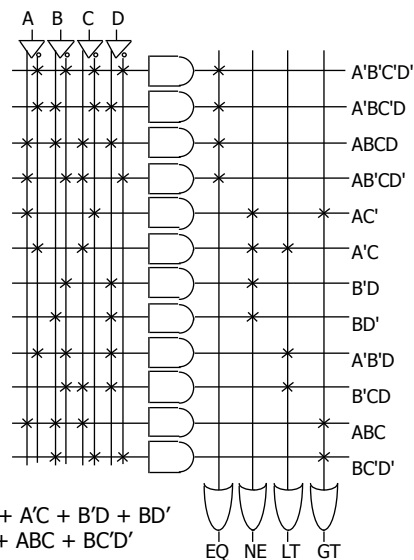 A B C D
A'B'C'D'
A'BC'D
ABCD
AB'CD'
AC'
A'C
B'D
BD'
A'B'D
B'CD
ABC
BC'D'
+ A'C + B'D + BD'
+ ABC + BC'D'
EQ NE LT GT